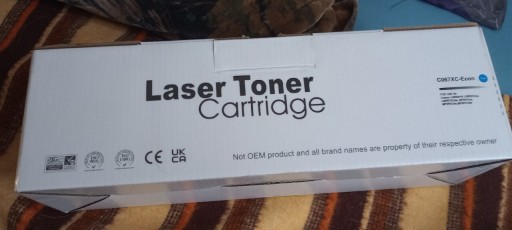 Laser Toner
Cartridge
C067XC-Econ
CE
UK
CA
Not OEM product and all brand names are property of their respective owner